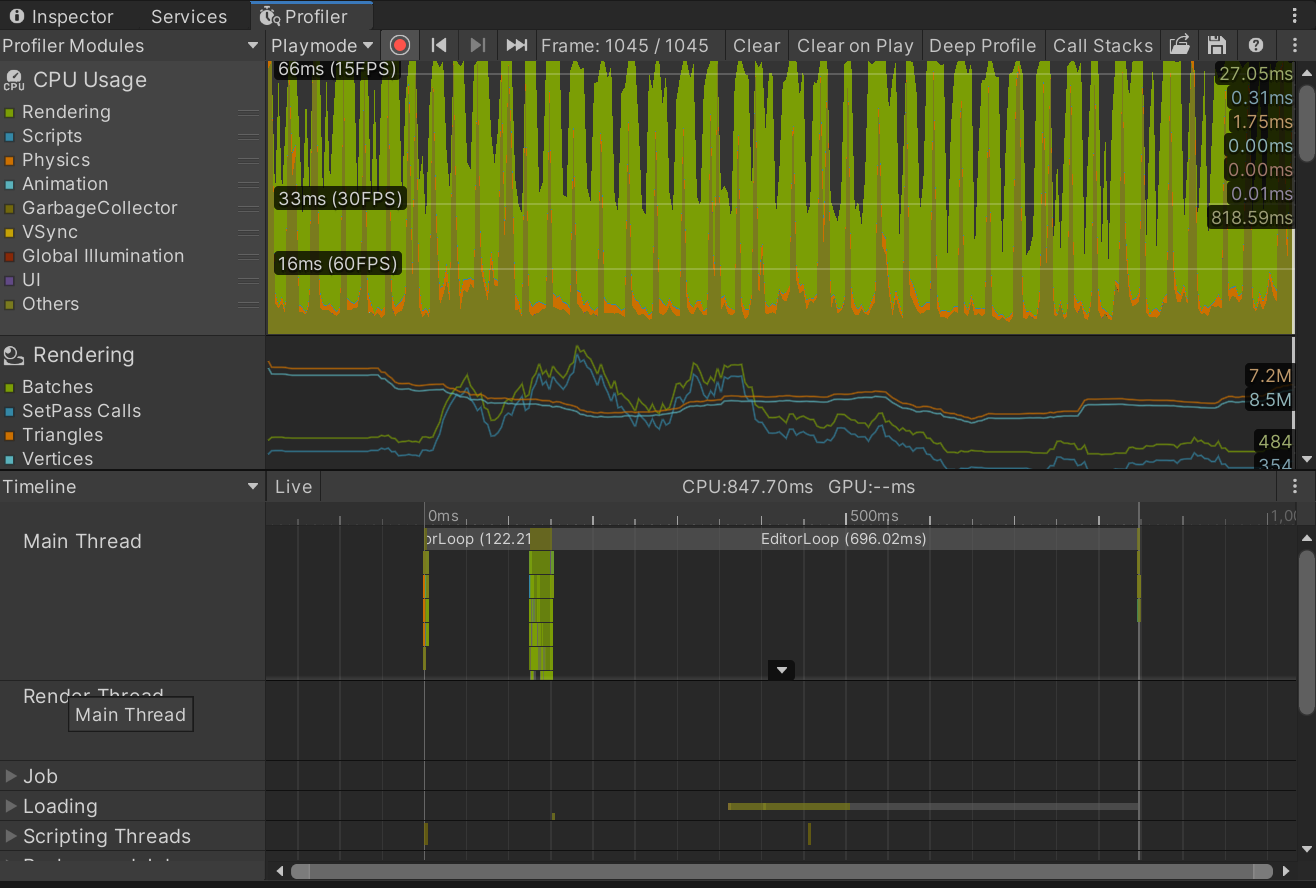 Inspector Services Profiler
Profiler Modules Playmode Frame: 1045 / 1045 Clear Clear on Play Deep Profile Call Stacks
CPU Usage
CPU
Rendering
Scripts
Physics
Animation
GarbageCollector
VSync
Global Illumination
UI
Others
66ms (15FPS)
33ms (30FPS)
16ms (60FPS)
27.05ms
0.31ms
1.75ms
0.00ms
0.00ms
0.01ms
818.59ms
Rendering
Batches
SetPass Calls
Triangles
Vertices
7.2M
8.5M
484
354
Timeline Live CPU:847.70ms GPU:--ms
0ms 500ms 1,00
Main Thread
orLoop (122.21 EditorLoop (696.02ms)
Render Thread
Main Thread
Job
Loading
Scripting Threads